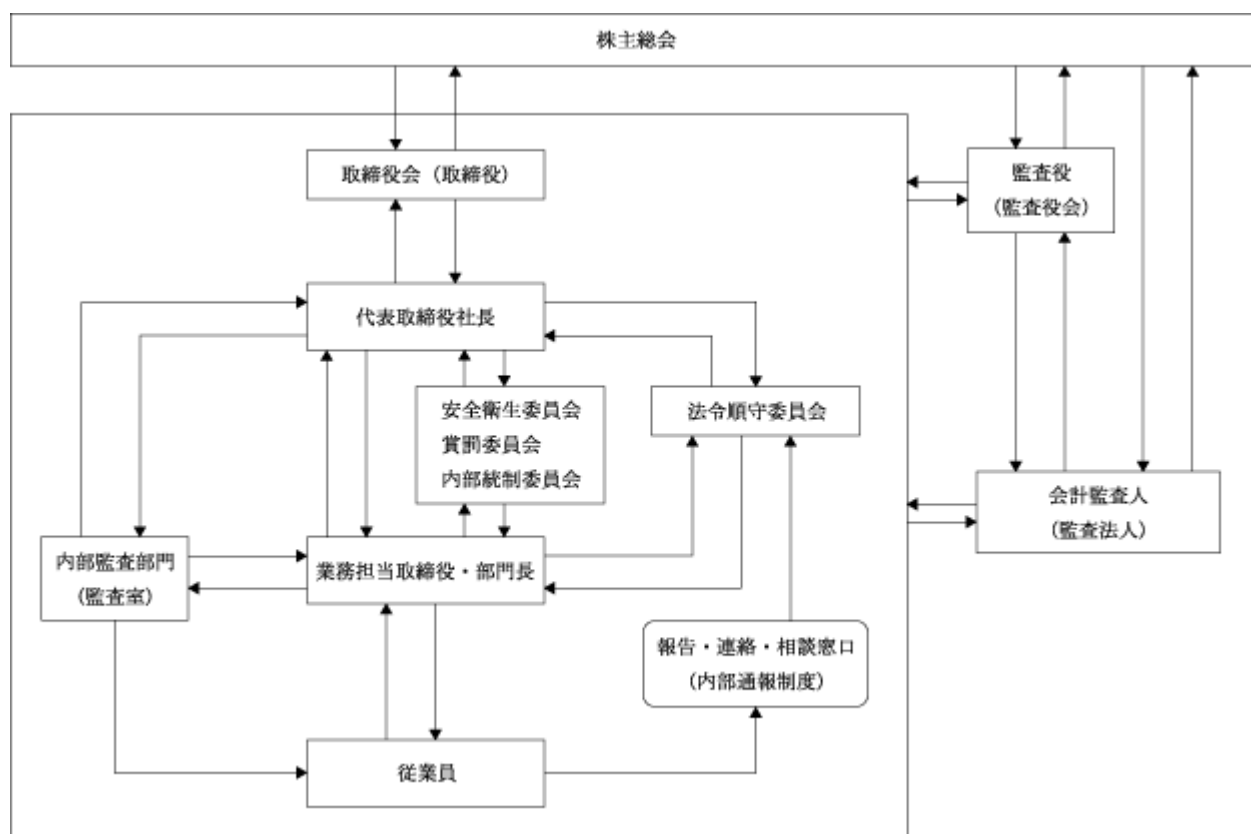 株主総会
取締役会（取締役）
監査役
（監査役会）
代表取締役社長
安全衛生委員会
賞罰委員会
内部統制委員会
法令順守委員会
会計監査人
（監査法人）
内部監査部門
（監査室）
業務担当取締役・部門長
報告・連絡・相談窓口
（内部通報制度）
従業員